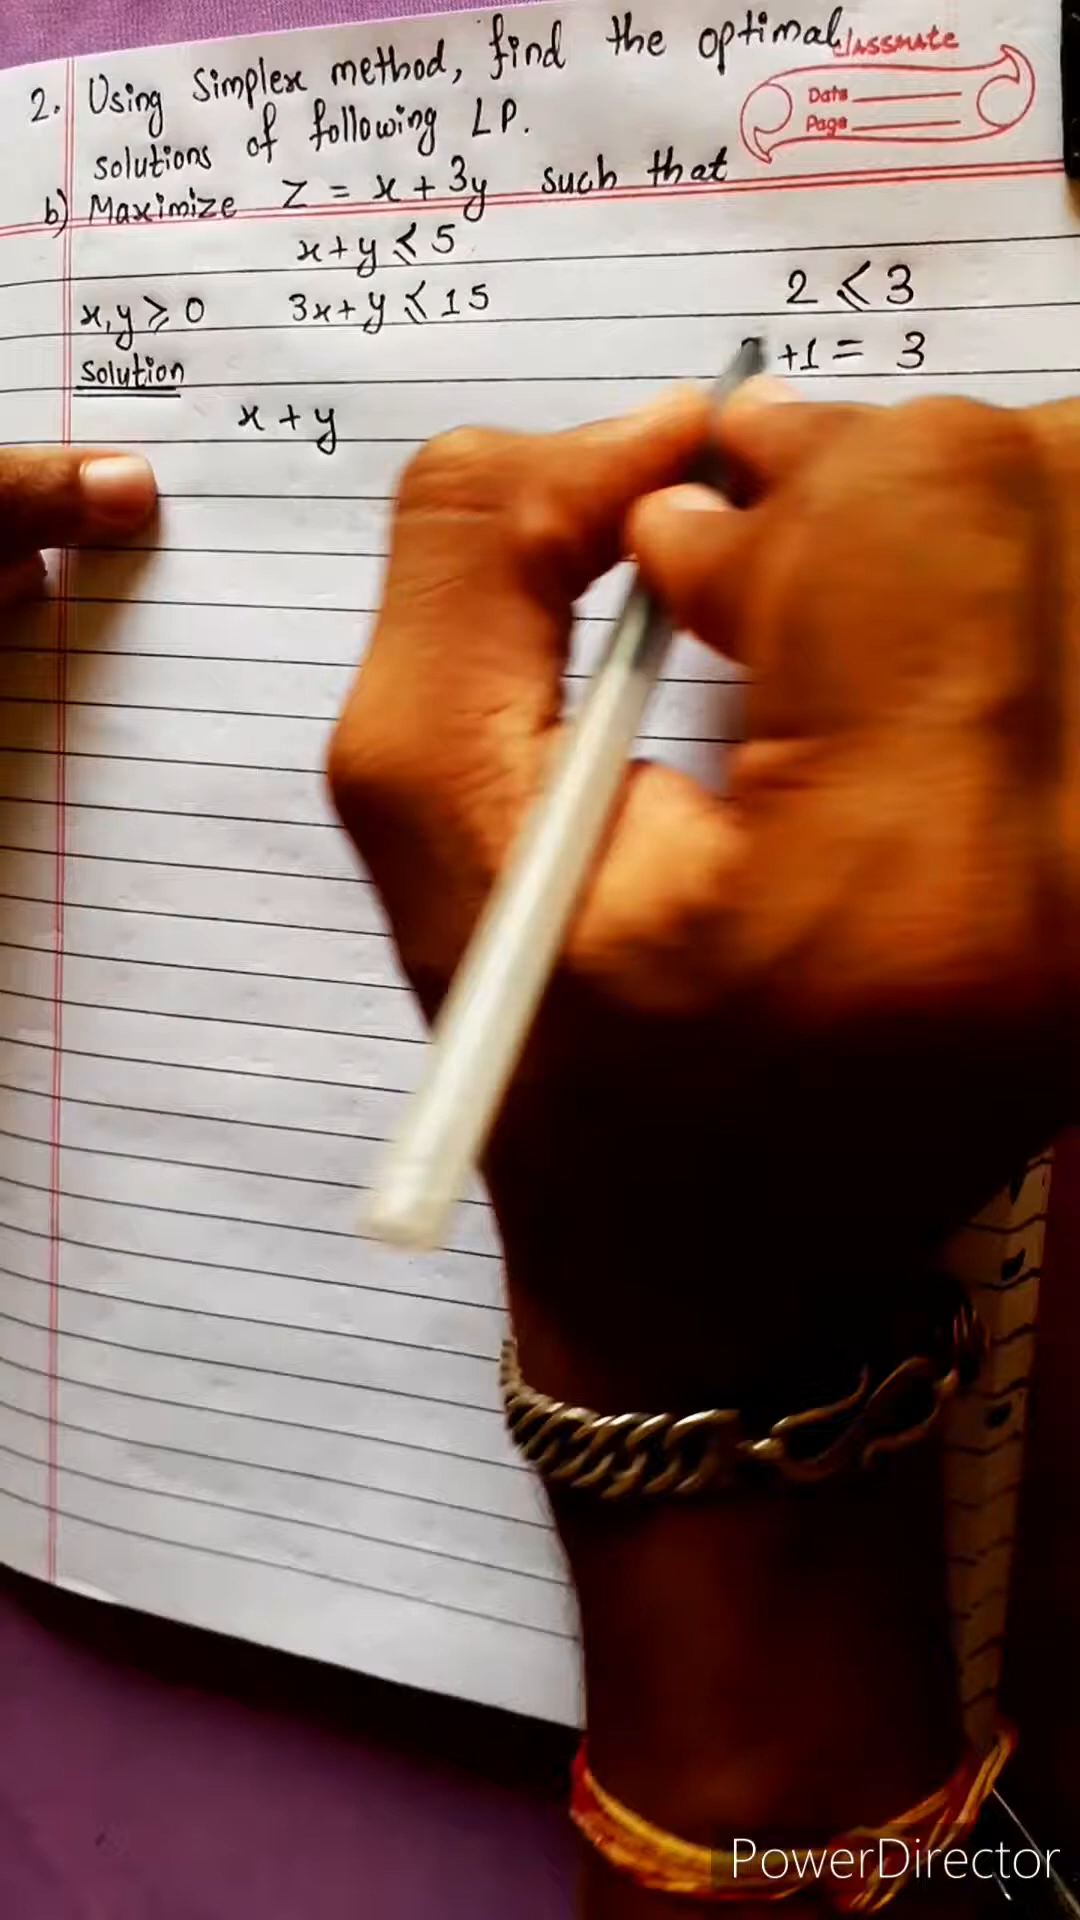 2. Using Simplex method, find the optimal
classmate
Date
Page
solutions of following LP.
b) Maximize Z = x + 3y such that
x + y ⩽ 5
x, y ⩾ 0 3x + y ⩽ 15
2 ⩽ 3
+1 = 3
Solution
x + y
PowerDirector